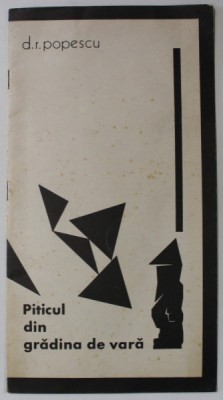 d.r.popescu
Piticul
din
grădina de vară